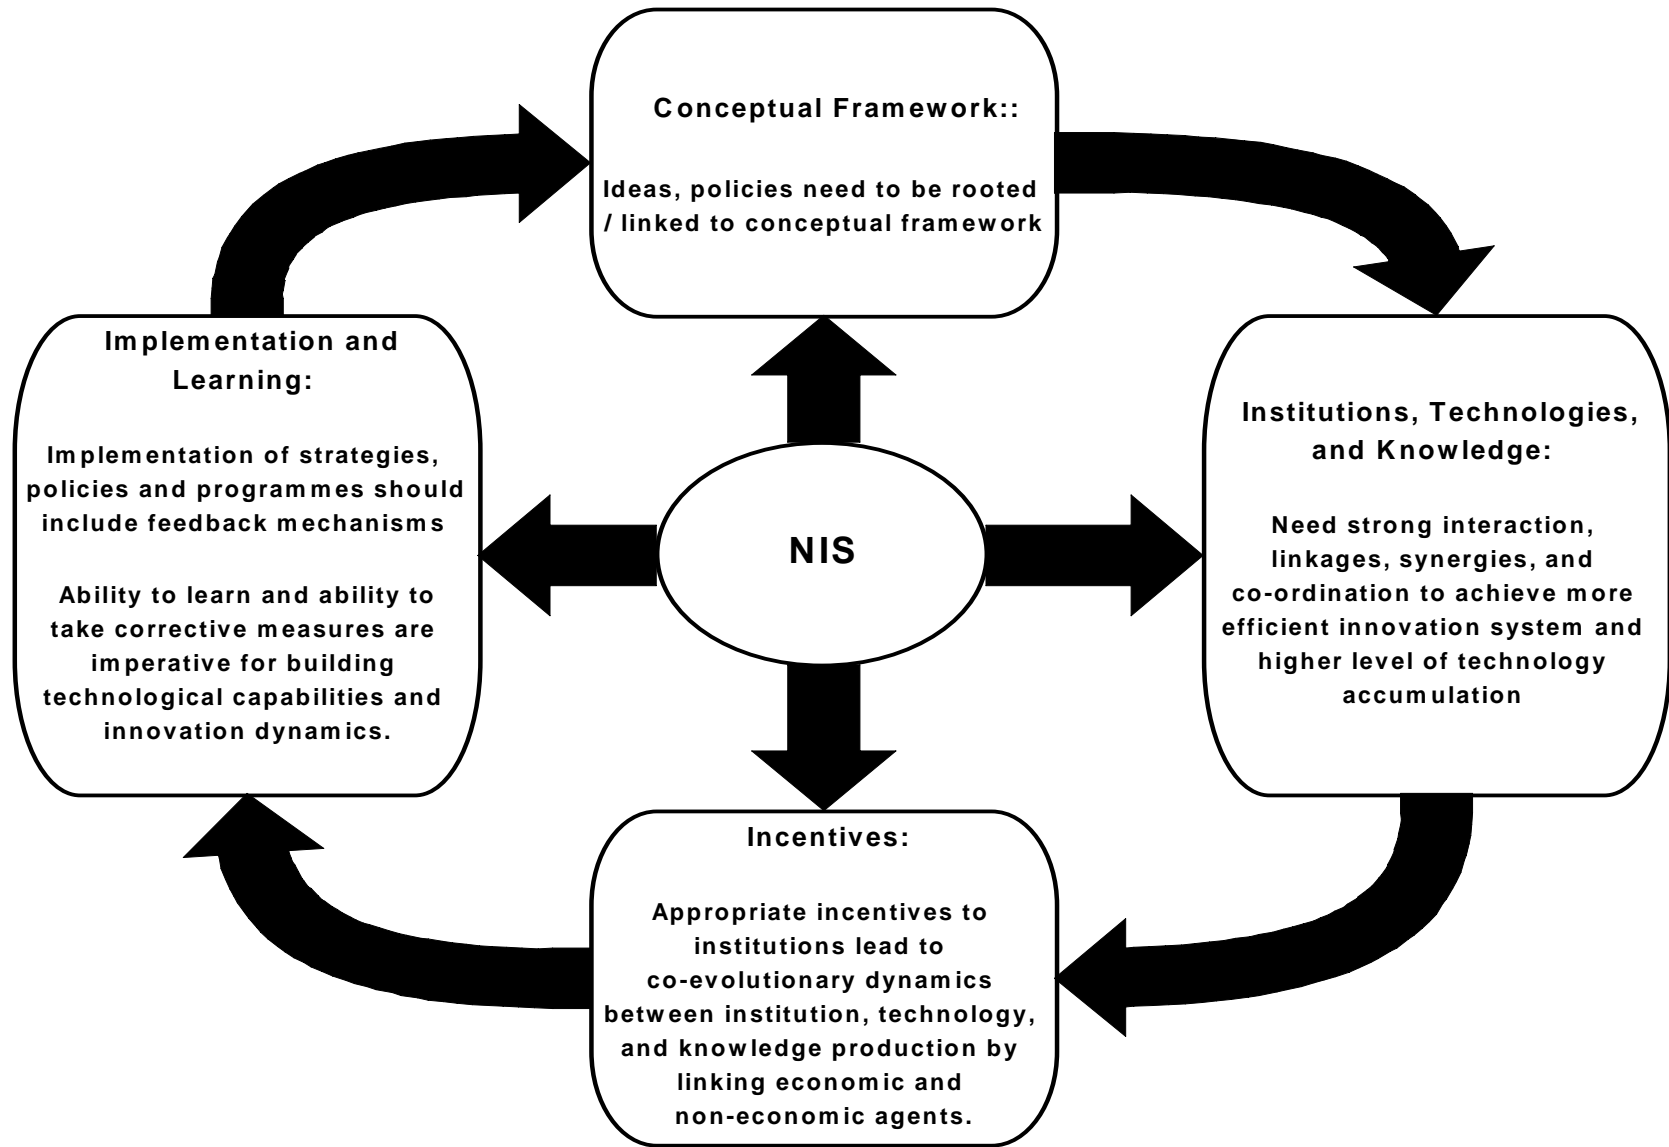 Conceptual Framework::
Ideas, policies need to be rooted
/ linked to conceptual framework
Implementation and
Learning:
Implementation of strategies,
policies and programmes should
include feedback mechanisms
Ability to learn and ability to
take corrective measures are
imperative for building
technological capabilities and
innovation dynamics.
NIS
Institutions, Technologies,
and Knowledge:
Need strong interaction,
linkages, synergies, and
co-ordination to achieve more
efficient innovation system and
higher level of technology
accumulation
Incentives:
Appropriate incentives to
institutions lead to
co-evolutionary dynamics
between institution, technology,
and knowledge production by
linking economic and
non-economic agents.